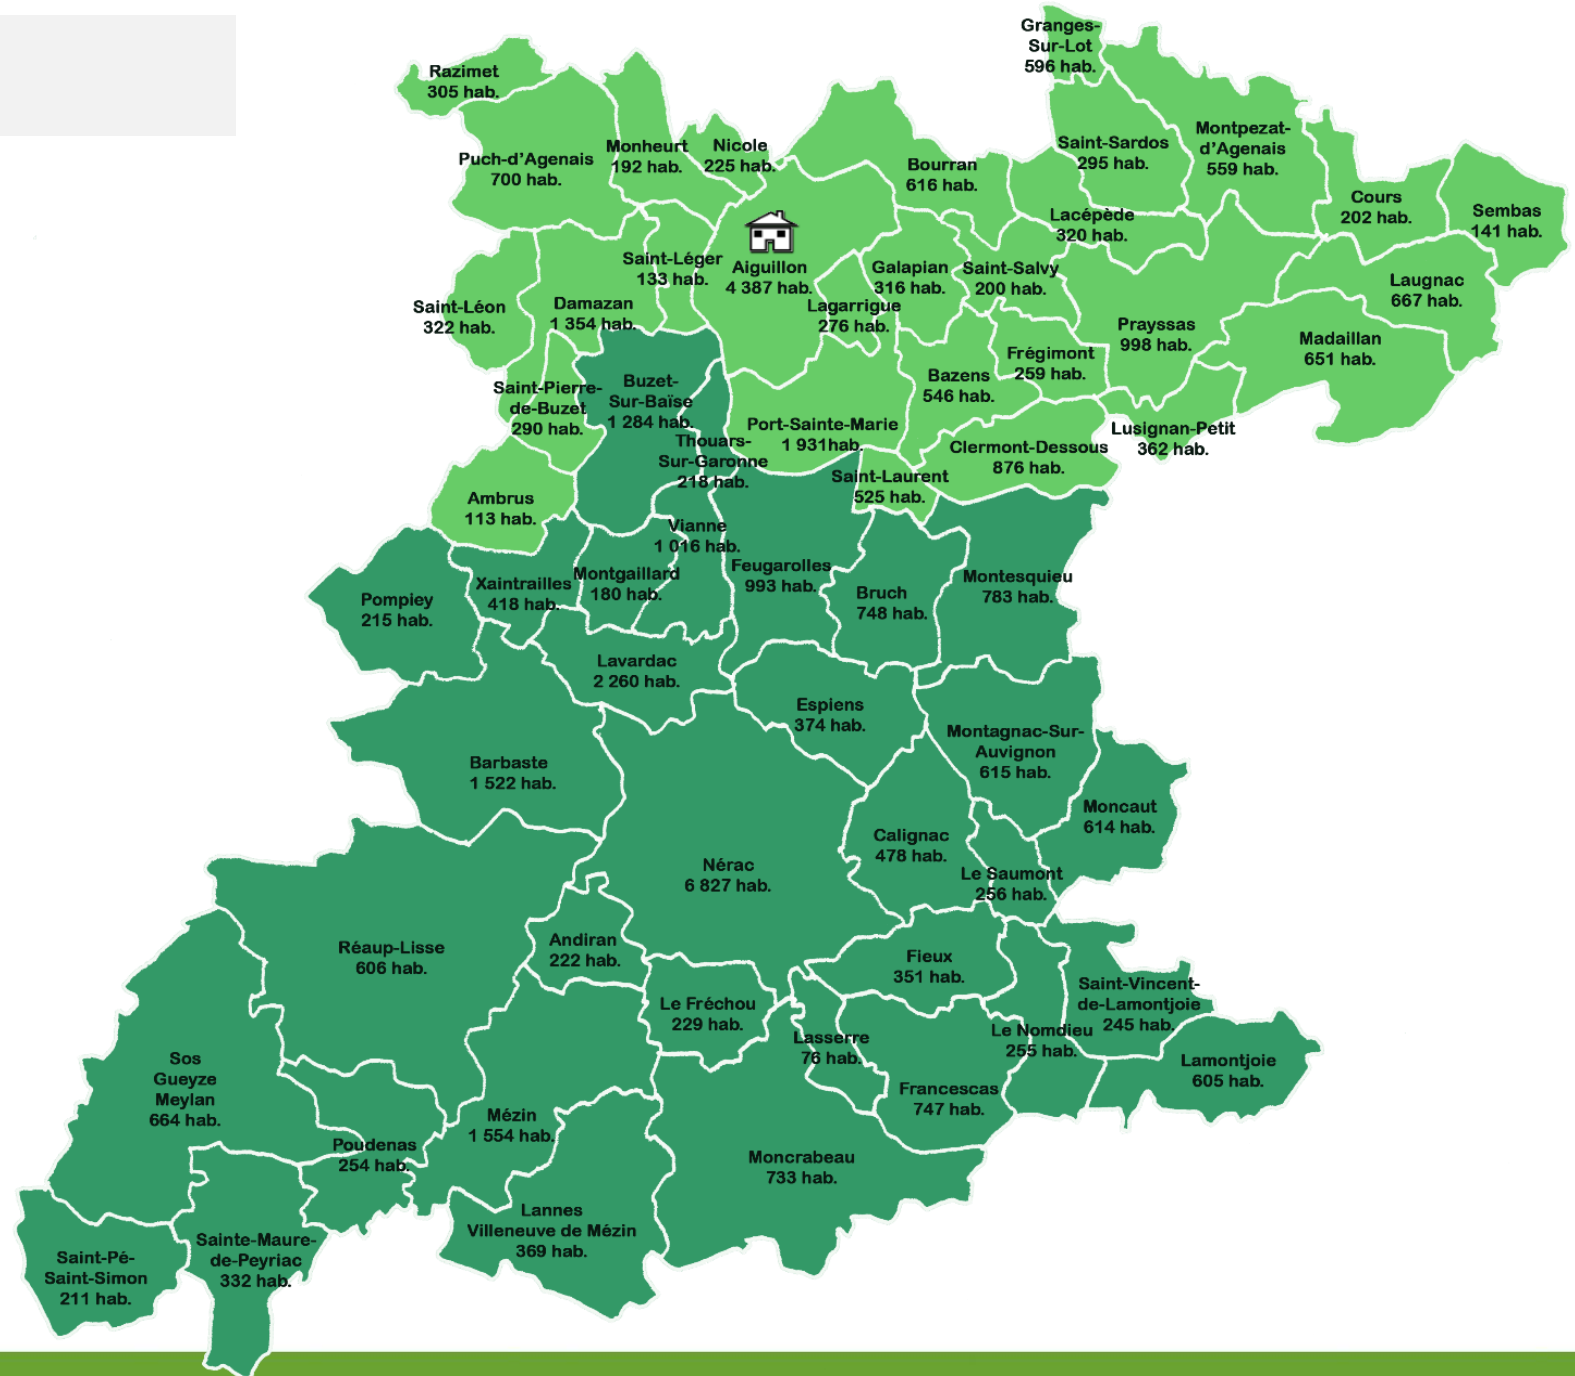 Granges-
Sur-Lot
596 hab.
Razimet
305 hab.
Puch-d'Agenais
700 hab.
Monheurt
192 hab.
Nicole
225 hab.
Bourran
616 hab.
Saint-Sardos
295 hab.
Montpezat-
d'Agenais
559 hab.
Cours
202 hab.
Sembas
141 hab.
Lacépède
320 hab.
Saint-Léger
133 hab.
Aiguillon
4 387 hab.
Galapian
316 hab.
Saint-Salvy
200 hab.
Laugnac
667 hab.
Saint-Léon
322 hab.
Damazan
1 354 hab.
Lagarrigue
276 hab.
Prayssas
998 hab.
Madaillan
651 hab.
Frégimont
259 hab.
Bazens
546 hab.
Saint-Pierre-
de-Buzet
290 hab.
Buzet-
Sur-Baïse
1 284 hab.
Port-Sainte-Marie
1 931hab.
Lusignan-Petit
362 hab.
Thouars-
Sur-Garonne
218 hab.
Clermont-Dessous
876 hab.
Saint-Laurent
525 hab.
Ambrus
113 hab.
Vianne
1 016 hab.
Feugarolles
993 hab.
Montgaillard
180 hab.
Xaintrailles
418 hab.
Pompiey
215 hab.
Bruch
748 hab.
Montesquieu
783 hab.
Lavardac
2 260 hab.
Espiens
374 hab.
Montagnac-Sur-
Auvignon
615 hab.
Barbaste
1 522 hab.
Moncaut
614 hab.
Calignac
478 hab.
Nérac
6 827 hab.
Le Saumont
256 hab.
Réaup-Lisse
606 hab.
Andiran
222 hab.
Fieux
351 hab.
Le Fréchou
229 hab.
Saint-Vincent-
de-Lamontjoie
245 hab.
Lasserre
76 hab.
Le Nomdieu
255 hab.
Lamontjoie
605 hab.
Sos
Gueyze
Meylan
664 hab.
Francescas
747 hab.
Mézin
1 554 hab.
Poudenas
254 hab.
Moncrabeau
733 hab.
Lannes
Villeneuve de Mézin
369 hab.
Sainte-Maure-
de-Peyriac
332 hab.
Saint-Pé-
Saint-Simon
211 hab.